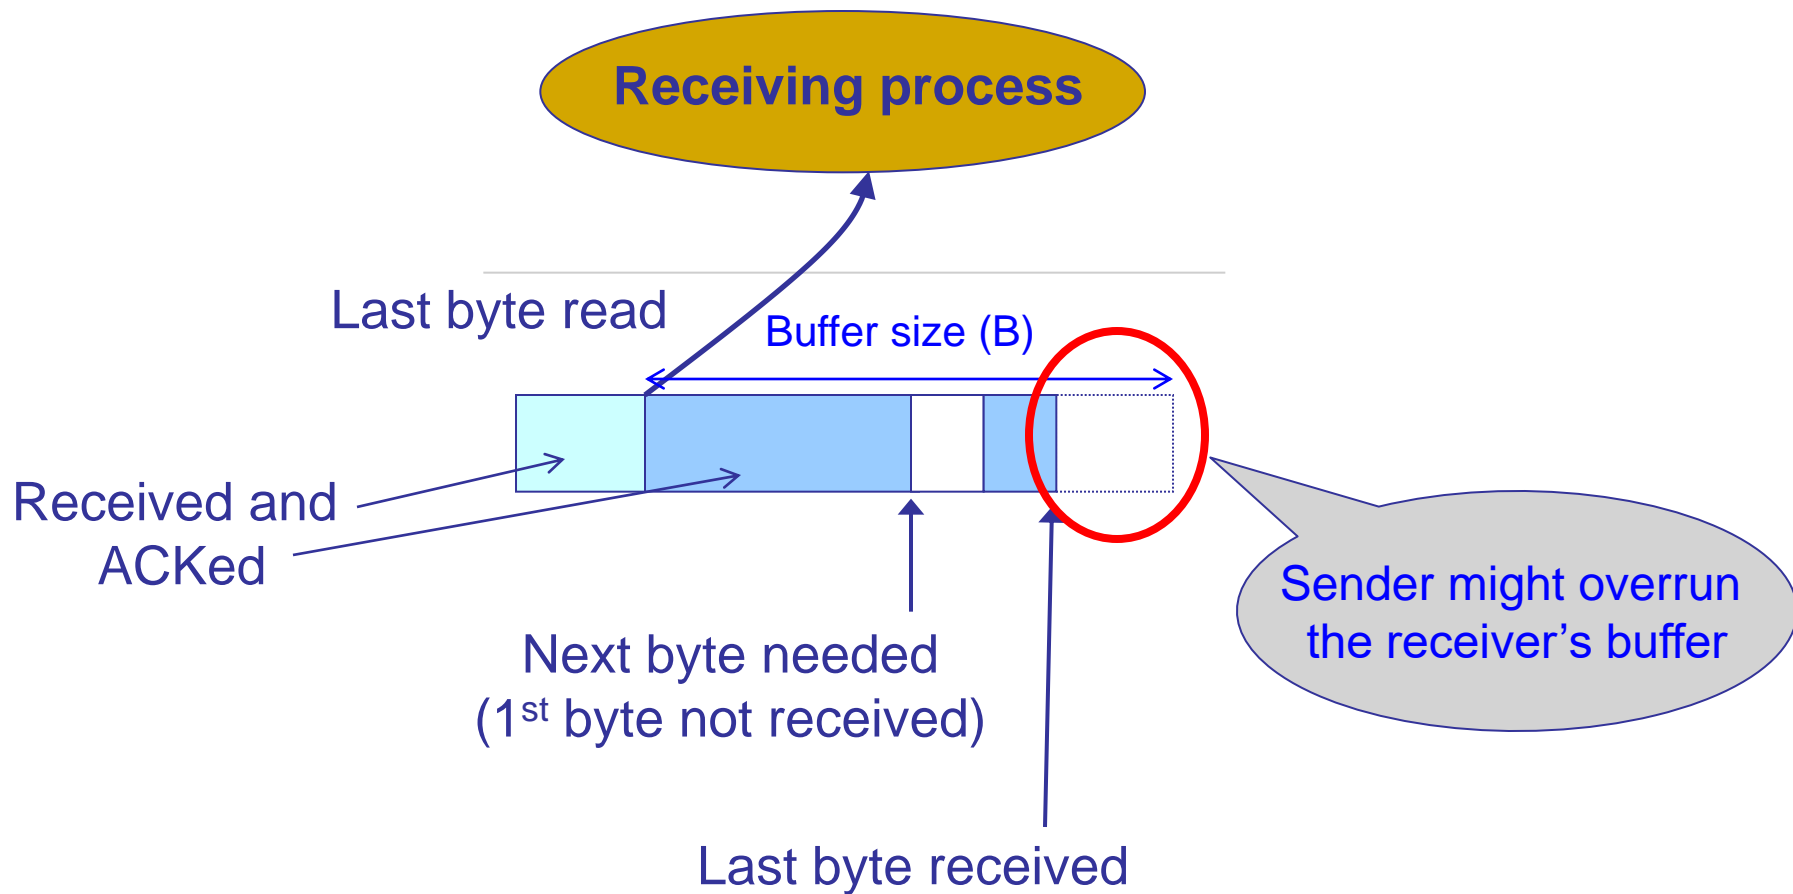 Receiving process
Last byte read
Buffer size (B)
Received and
ACKed
Sender might overrun
the receiver’s buffer
Next byte needed
(1st byte not received)
Last byte received